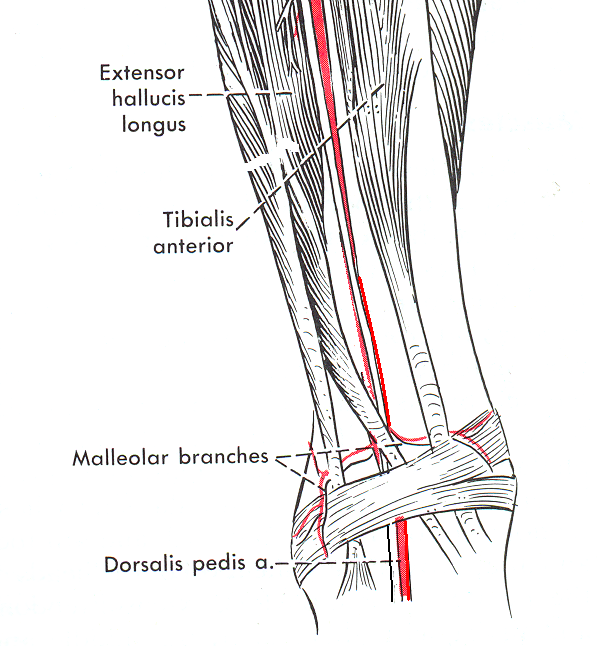 Extensor
hallucis
longus
Tibialis
anterior
Malleolar branches
Dorsalis pedis a.